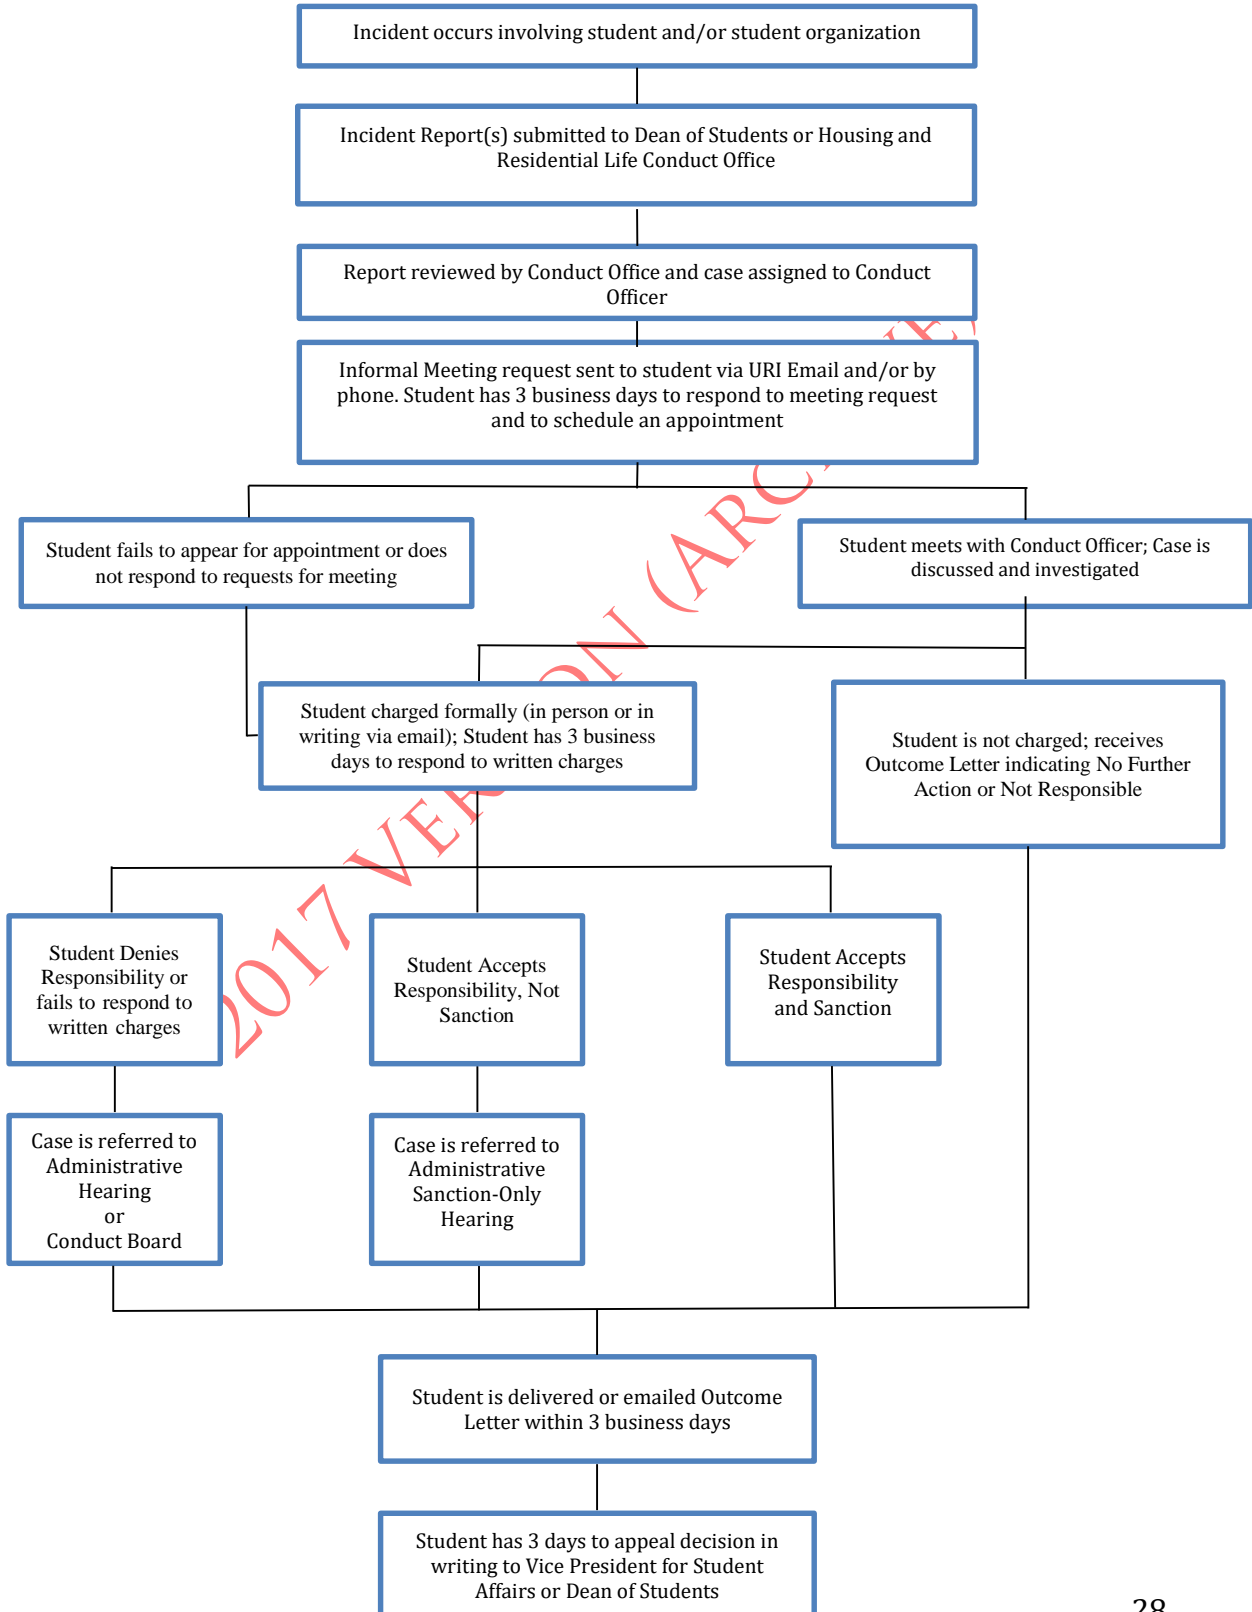 Incident occurs involving student and/or student organization
Incident Report(s) submitted to Dean of Students or Housing and
Residential Life Conduct Office
Report reviewed by Conduct Office and case assigned to Conduct
Officer
Informal Meeting request sent to student via URI Email and/or by
phone. Student has 3 business days to respond to meeting request
and to schedule an appointment
Student fails to appear for appointment or does
not respond to requests for meeting
Student meets with Conduct Officer; Case is
discussed and investigated
Student charged formally (in person or in
writing via email); Student has 3 business
days to respond to written charges
Student is not charged; receives
Outcome Letter indicating No Further
Action or Not Responsible
Student Denies
Responsibility or
fails to respond to
written charges
Student Accepts
Responsibility, Not
Sanction
Student Accepts
Responsibility
and Sanction
Case is referred to
Administrative
Hearing
or
Conduct Board
Case is referred to
Administrative
Sanction-Only
Hearing
Student is delivered or emailed Outcome
Letter within 3 business days
Student has 3 days to appeal decision in
writing to Vice President for Student
Affairs or Dean of Students
28
2017